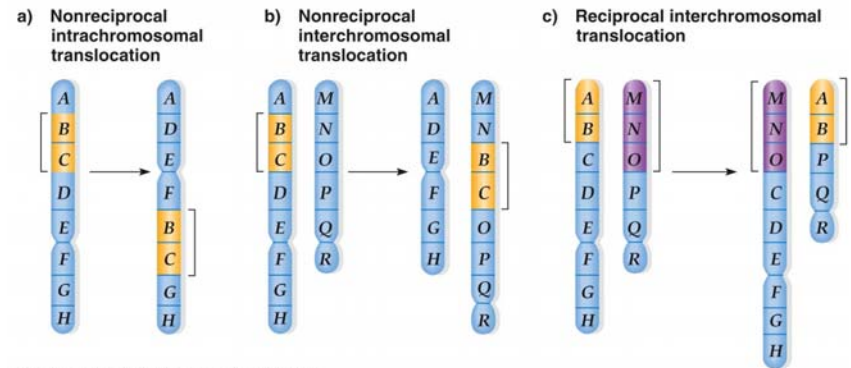 a) Nonreciprocal
intrachromosomal
translocation
b) Nonreciprocal
interchromosomal
translocation
c) Reciprocal interchromosomal
translocation
A
B
C
D
E
F
G
H
A
D
E
F
B
C
G
H
A
B
C
D
E
F
G
H
M
N
O
P
Q
R
A
D
E
F
G
H
M
N
B
C
O
P
Q
R
A
B
C
D
E
F
G
H
M
N
O
P
Q
R
M
N
O
C
D
E
F
G
H
A
B
P
Q
R